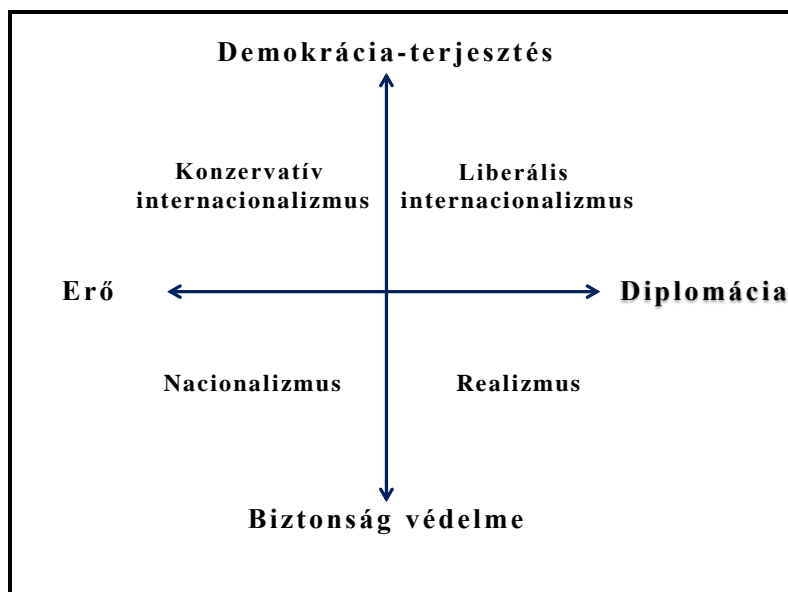 Demokrácia-terjesztés
Konzervatív
internacionalizmus
Liberális
internacionalizmus
Erő
Diplomácia
Nacionalizmus
Realizmus
Biztonság védelme